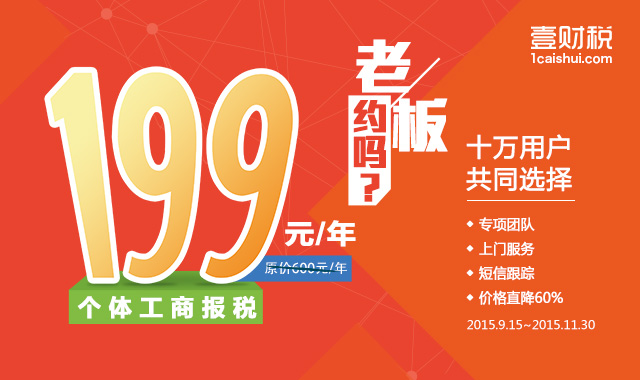 壹财税
1caishui.com
老板
约吗?
199
元/年
原价600元/年
个体工商报税
十万用户
共同选择
专项团队
上门服务
短信跟踪
价格直降60%
2015.9.15~2015.11.30